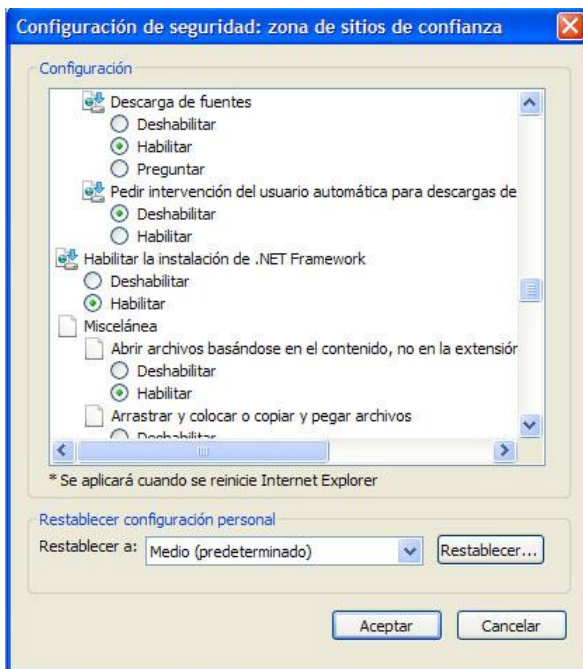 Configuración de seguridad: zona de sitios de confianza
Configuración
Descarga de fuentes
Deshabilitar
Habilitar
Preguntar
Pedir intervención del usuario automática para descargas de
Deshabilitar
Habilitar
Habilitar la instalación de .NET Framework
Deshabilitar
Habilitar
Miscelánea
Abrir archivos basándose en el contenido, no en la extensión
Deshabilitar
Habilitar
Arrastrar y colocar o copiar y pegar archivos
Deshabilitar
* Se aplicará cuando se reinicie Internet Explorer
Restablecer configuración personal
Restablecer a: Medio (predeterminado) Restablecer...
Aceptar Cancelar